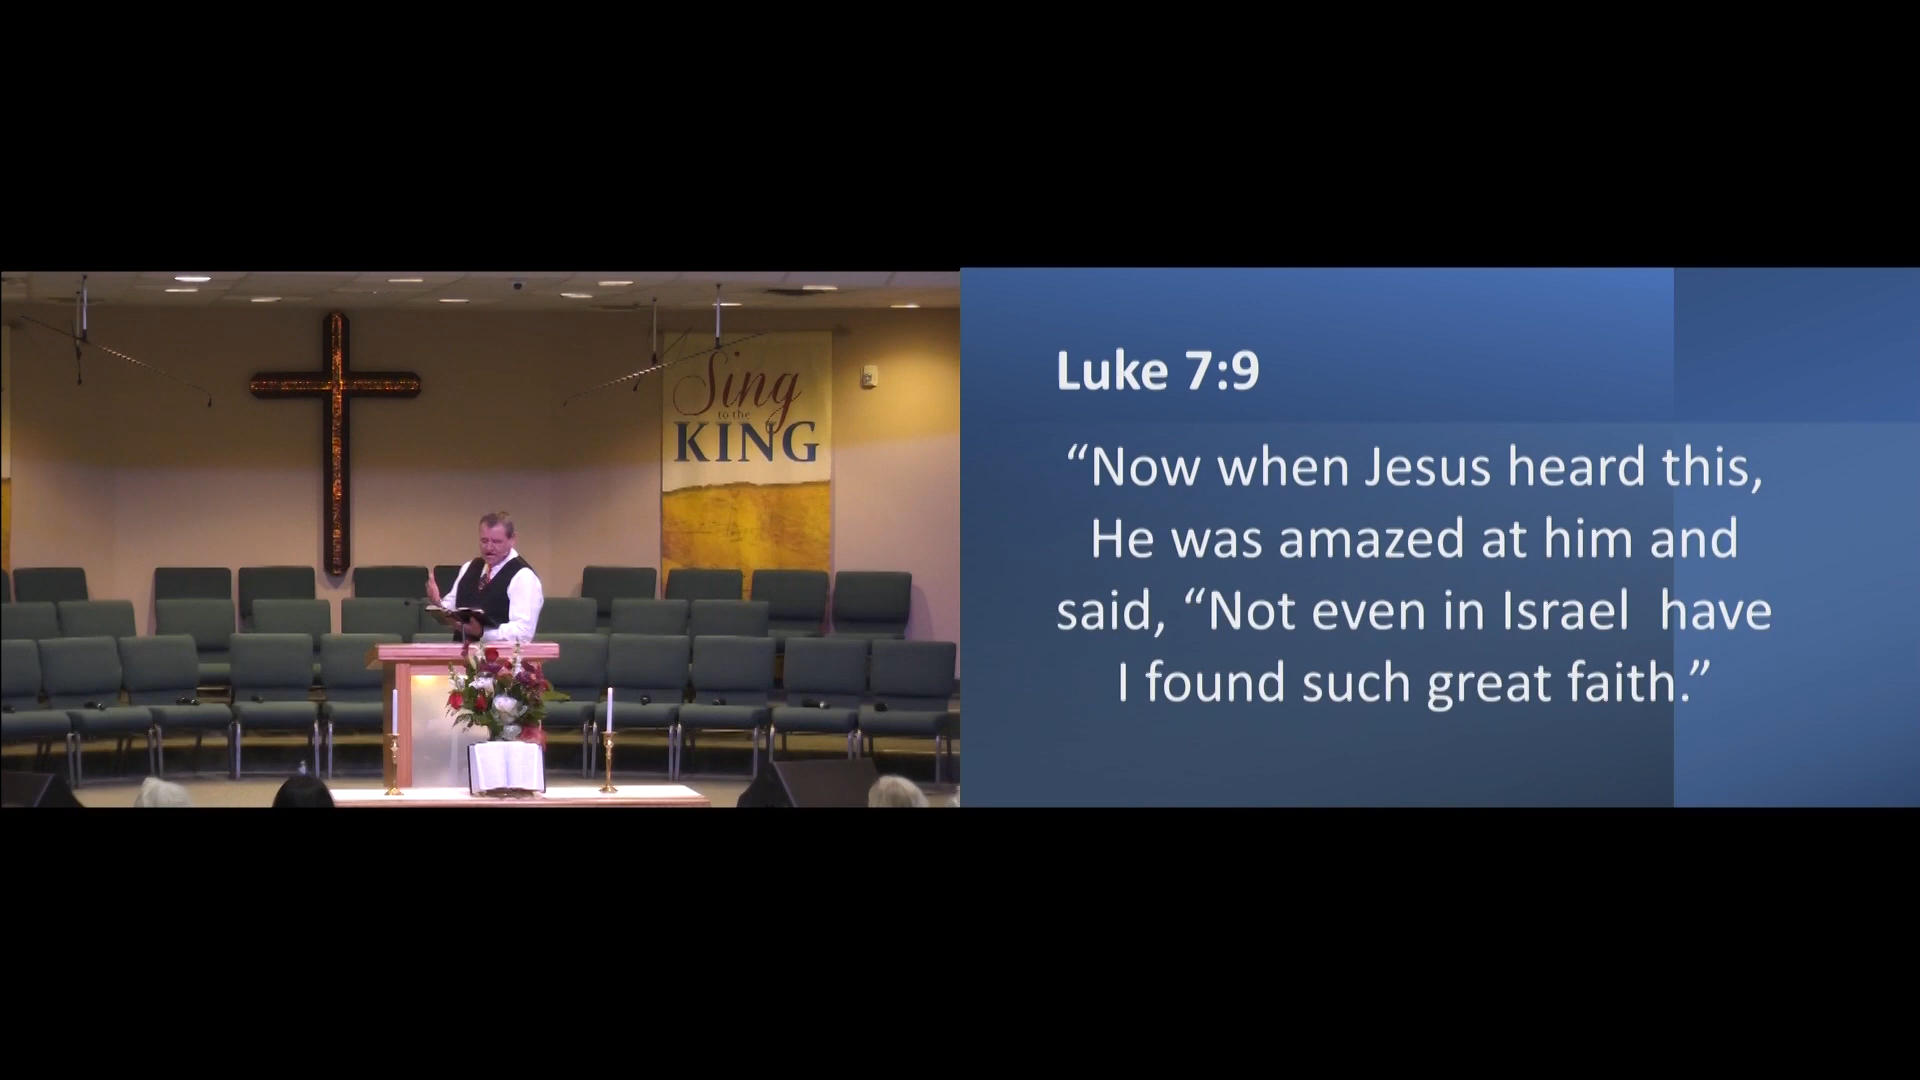 Sing
to the
KING
Luke 7:9
“Now when Jesus heard this,
He was amazed at him and
said, “Not even in Israel  have
I found such great faith.”